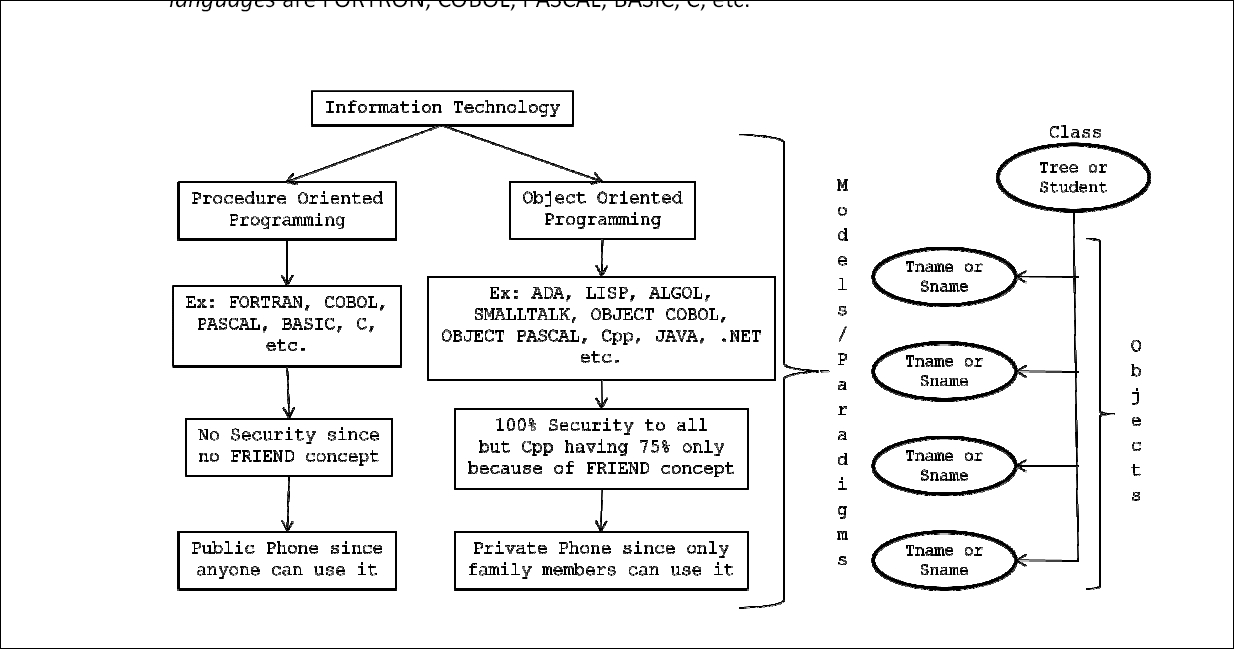 languages are FORTRON, COBOL, PASCAL, BASIC, C, etc.
Information Technology
Procedure Oriented
Programming
Ex: FORTRAN, COBOL,
PASCAL, BASIC, C,
etc.
No Security since
no FRIEND concept
Public Phone since
anyone can use it
Object Oriented
Programming
Ex: ADA, LISP, ALGOL,
SMALLTALK, OBJECT COBOL,
OBJECT PASCAL, Cpp, JAVA, .NET
etc.
100% Security to all
but Cpp having 75% only
because of FRIEND concept
Private Phone since only
family members can use it
Models/Paradigms
Class
Tree or
Student
Tname or
Sname
Tname or
Sname
Tname or
Sname
Tname or
Sname
Objects